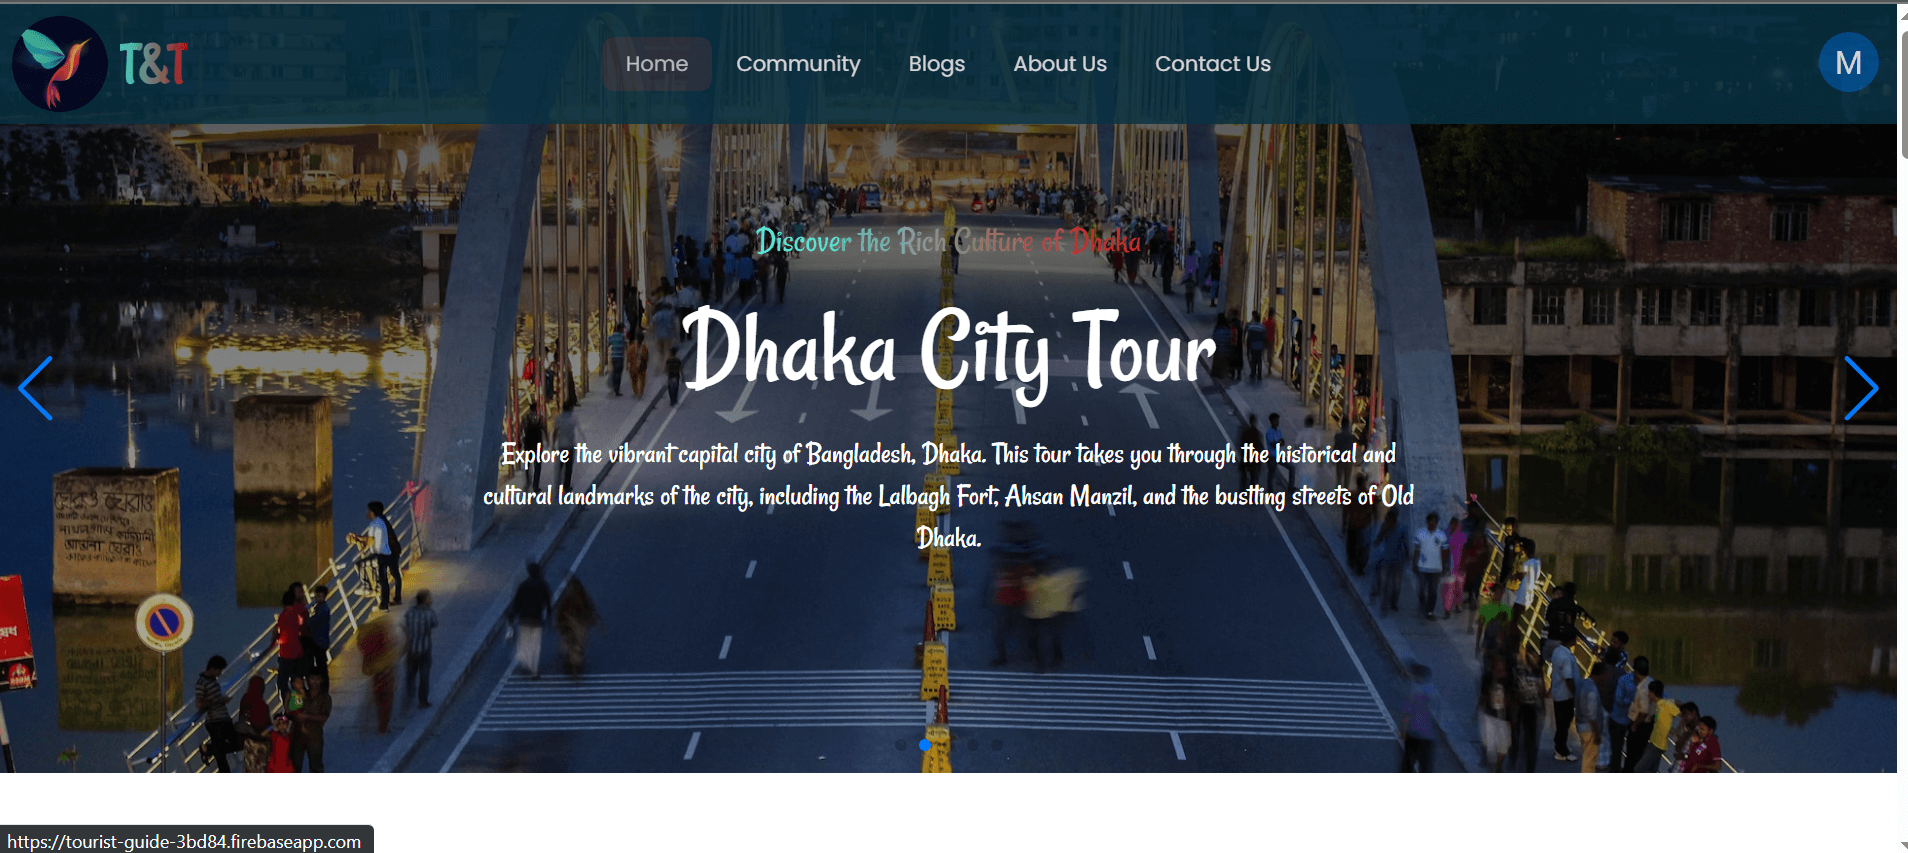 T&T
Home
Community
Blogs
About Us
Contact Us
M
Discover the Rich Culture of Dhaka
Dhaka City Tour
Explore the vibrant capital city of Bangladesh, Dhaka. This tour takes you through the historical and
cultural landmarks of the city, including the Lalbagh Fort, Ahsan Manzil, and the bustling streets of Old
Dhaka.
ঘেরাও ঘেরাও
https://tourist-guide-3bd84.firebaseapp.com